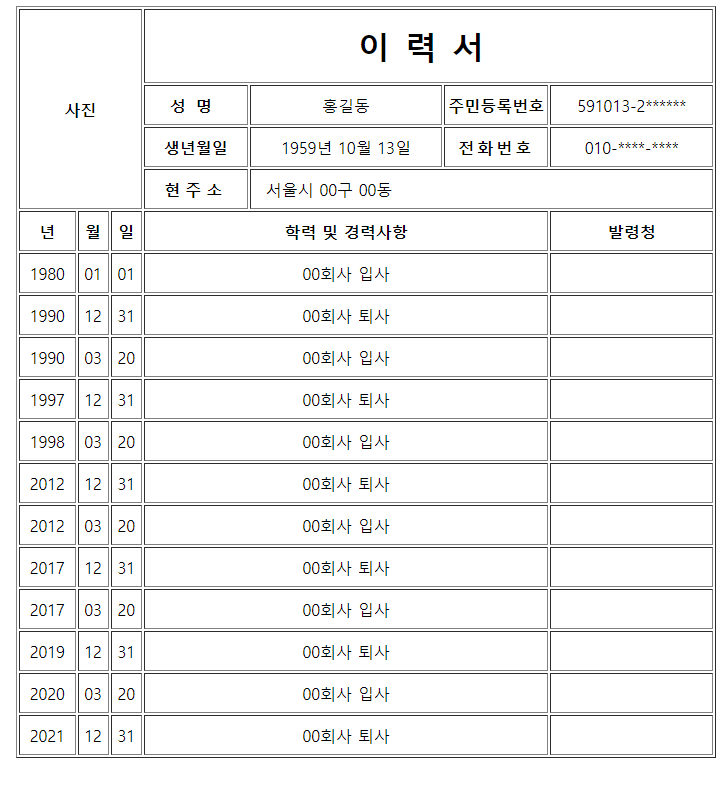 이 력 서
사진
성 명 홍길동 주민등록번호 591013-2******
생년월일 1959년 10월 13일 전화번호 010-****-****
현 주 소 서울시 00구 00동
년 월 일 학력 및 경력사항 발령청
1980 01 01 00회사 입사
1990 12 31 00회사 퇴사
1990 03 20 00회사 입사
1997 12 31 00회사 퇴사
1998 03 20 00회사 입사
2012 12 31 00회사 퇴사
2012 03 20 00회사 입사
2017 12 31 00회사 퇴사
2017 03 20 00회사 입사
2019 12 31 00회사 퇴사
2020 03 20 00회사 입사
2021 12 31 00회사 퇴사